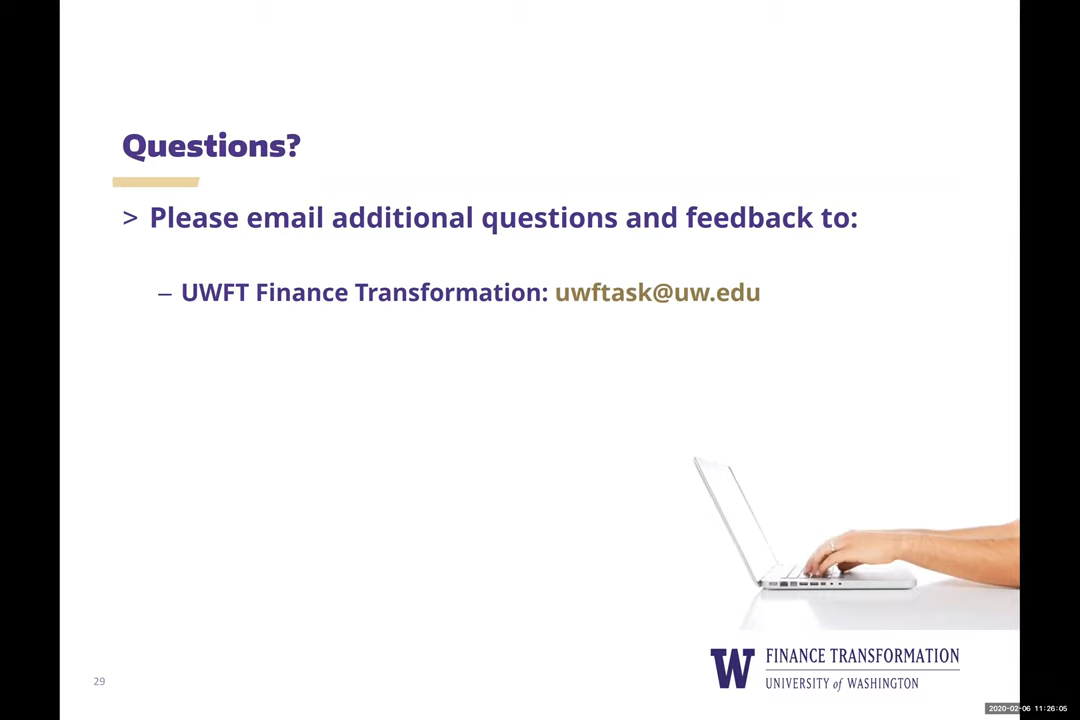 Questions?
> Please email additional questions and feedback to:
– UWFT Finance Transformation: uwftask@uw.edu
W FINANCE TRANSFORMATION
UNIVERSITY of WASHINGTON
29
2020-02-06 11:26:05